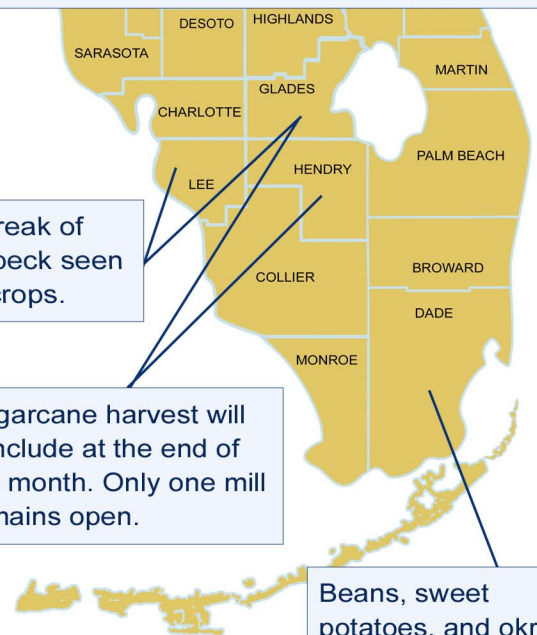 HIGHLANDS
DESOTO
SARASOTA
MARTIN
GLADES
CHARLOTTE
PALM BEACH
HENDRY
LEE
reak of
peck seen
crops.
COLLIER
BROWARD
DADE
MONROE
garcane harvest will
nclude at the end of
month. Only one mill
mains open.
Beans, sweet
potatoes, and okr